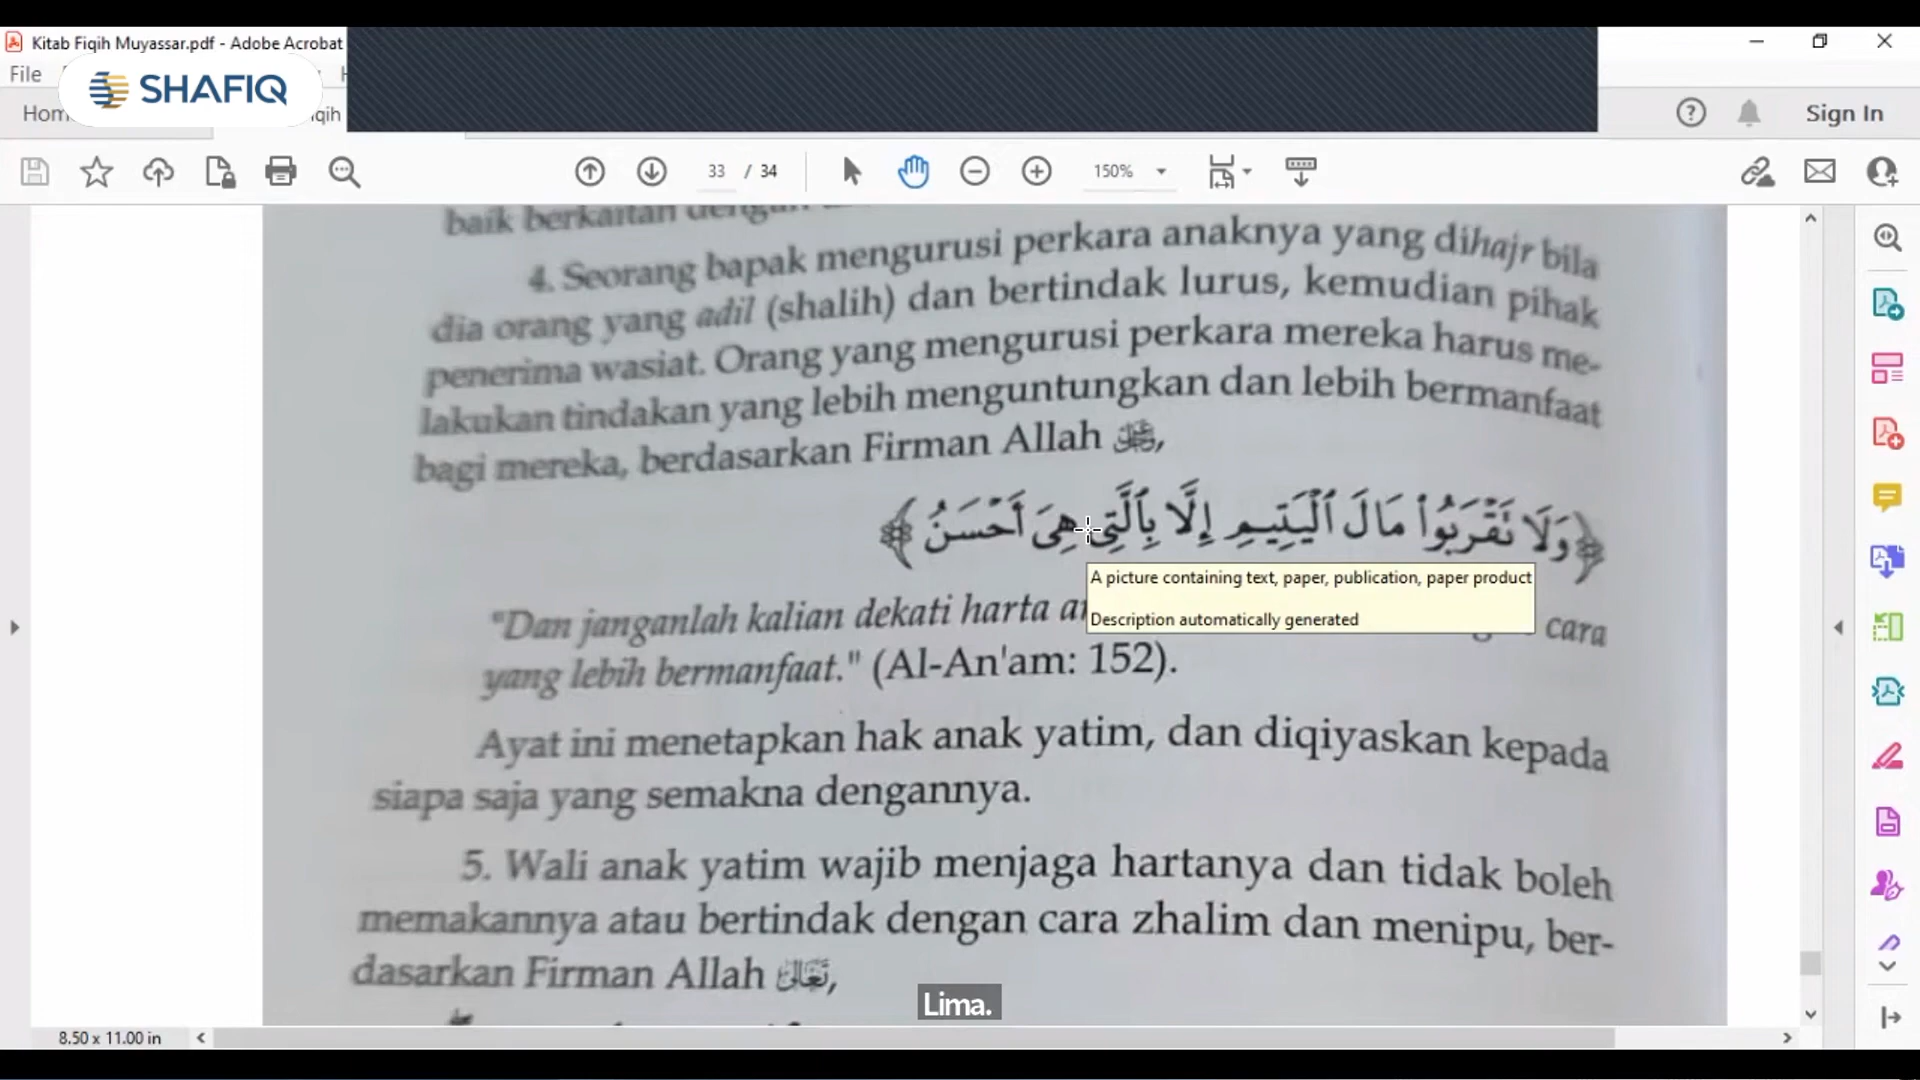 Kitab Fiqih Muyassar.pdf - Adobe Acrobat
File
SHAFIQ
Sign In
33 / 34
150%
baik berkaitan dengan
4. Seorang bapak mengurusi perkara anaknya yang dihajr bila
dia orang yang adil (shalih) dan bertindak lurus, kemudian pihak
penerima wasiat. Orang yang mengurusi perkara mereka harus me-
lakukan tindakan yang lebih menguntungkan dan lebih bermanfaat
bagi mereka, berdasarkan Firman Allah ﷻ,
﴿وَلَا تَقْرَبُوا۟ مَالَ ٱلْيَتِيمِ إِلَّا بِٱلَّتِى هِىَ أَحْسَنُ﴾
A picture containing text, paper, publication, paper product
Description automatically generated
"Dan janganlah kalian dekati harta cara
yang lebih bermanfaat." (Al-An'am: 152).
Ayat ini menetapkan hak anak yatim, dan diqiyaskan kepada
siapa saja yang semakna dengannya.
5. Wali anak yatim wajib menjaga hartanya dan tidak boleh
memakannya atau bertindak dengan cara zhalim dan menipu, ber-
dasarkan Firman Allah تَعَالَى,
Lima.
8.50 x 11.00 in